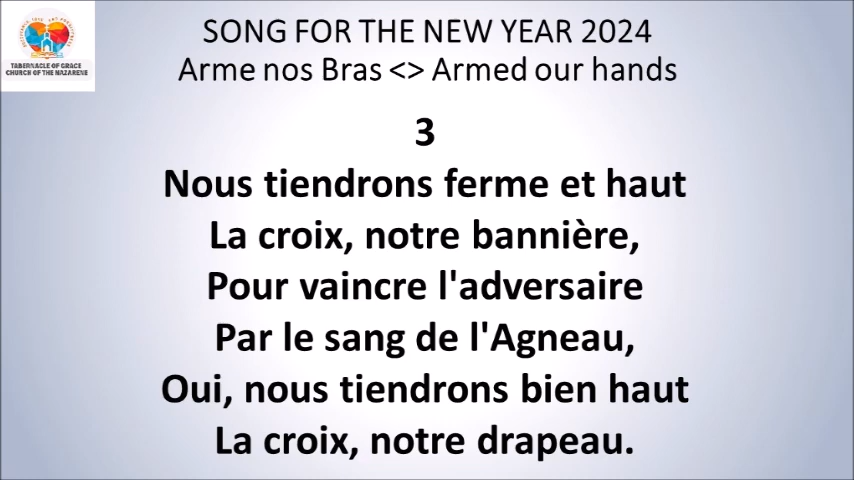 TABERNACLE OF GRACE
CHURCH OF THE NAZARENE
SONG FOR THE NEW YEAR 2024
Arme nos Bras <> Armed our hands
3
Nous tiendrons ferme et haut
La croix, notre bannière,
Pour vaincre l'adversaire
Par le sang de l'Agneau,
Oui, nous tiendrons bien haut
La croix, notre drapeau.